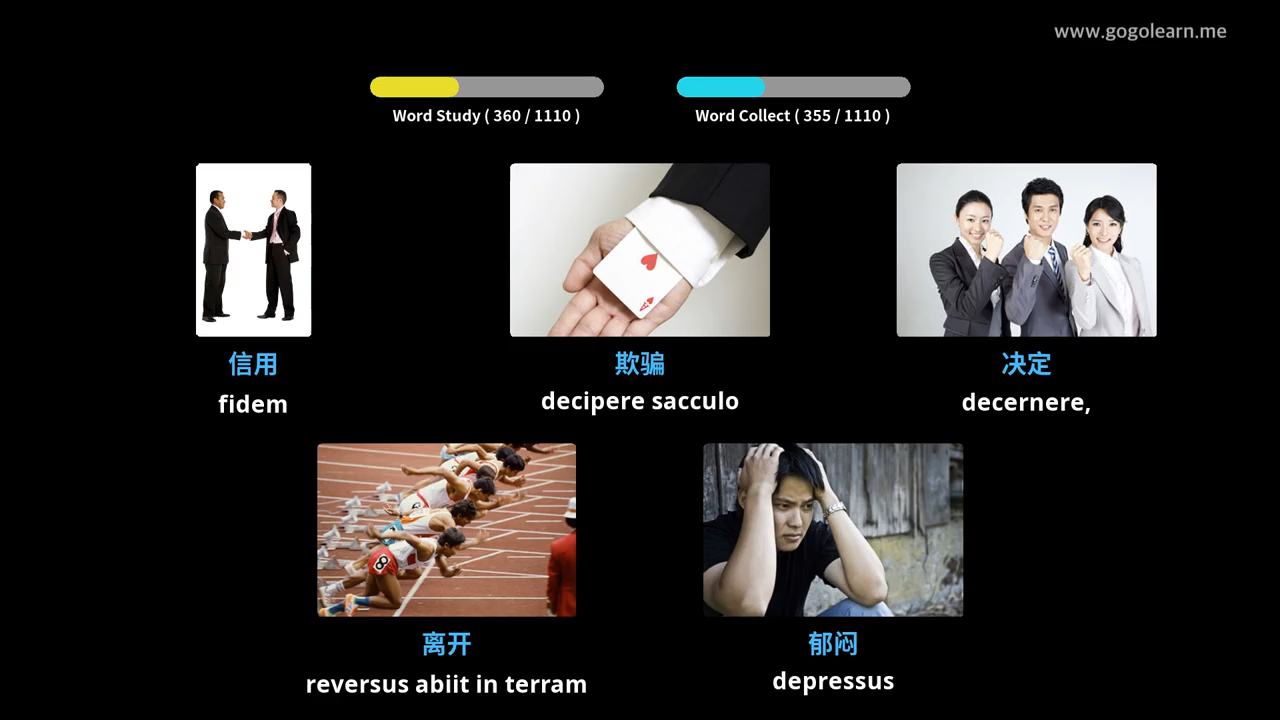 www.gogolearn.me
Word Study ( 360 / 1110 )
Word Collect ( 355 / 1110 )
信用
fidem
欺骗
decipere sacculo
决定
decernere,
离开
reversus abiit in terram
郁闷
depressus